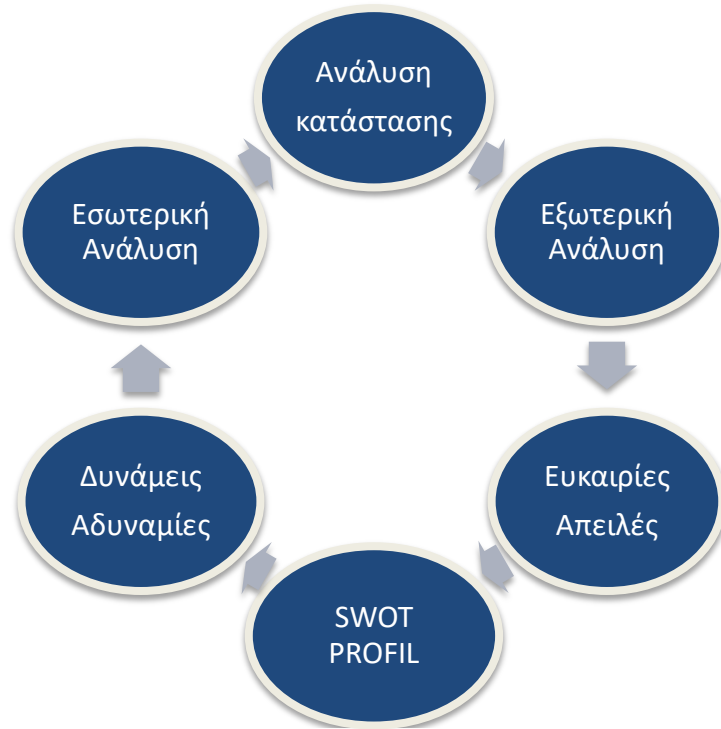 Ανάλυση
κατάστασης
Εξωτερική
Ανάλυση
Ευκαιρίες
Απειλές
SWOT
PROFIL
Δυνάμεις
Αδυναμίες
Εσωτερική
Ανάλυση